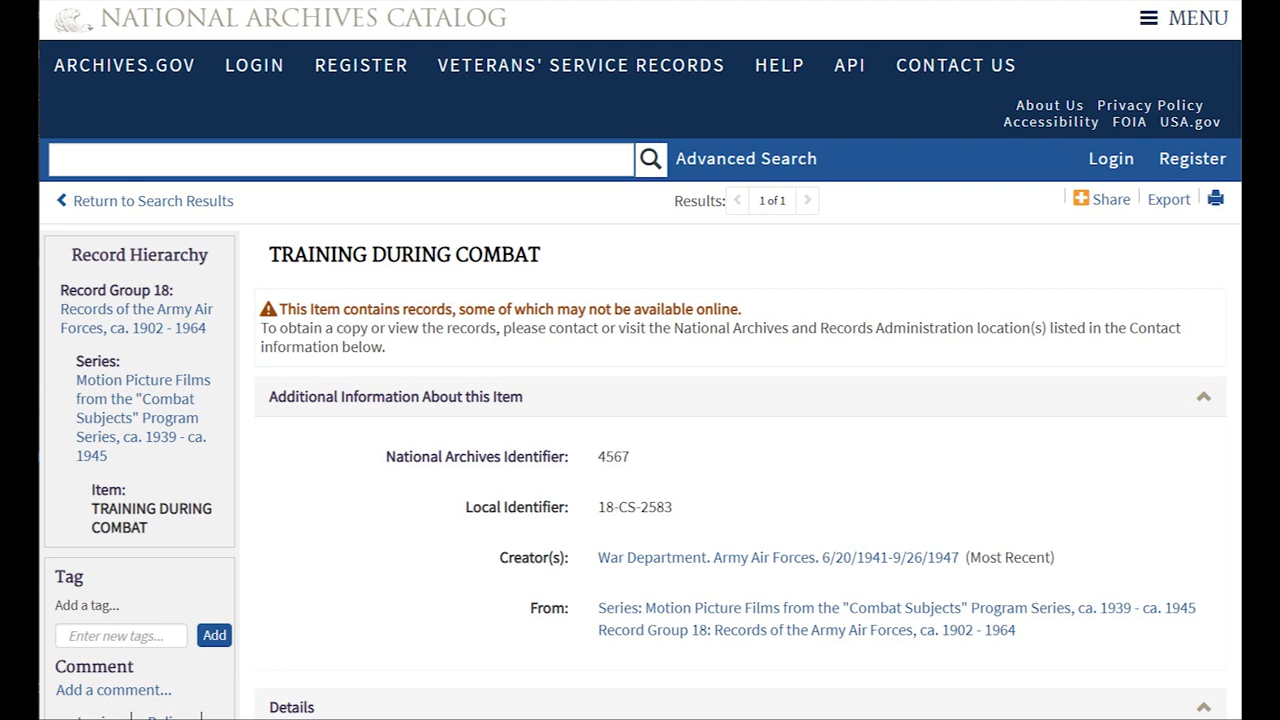 NATIONAL ARCHIVES CATALOG
MENU
ARCHIVES.GOV LOGIN REGISTER VETERANS' SERVICE RECORDS HELP API CONTACT US
About Us Privacy Policy
Accessibility FOIA USA.gov
Advanced Search
Login Register
Return to Search Results
Results: 1 of 1
Share Export
Record Hierarchy
Record Group 18:
Records of the Army Air
Forces, ca. 1902 - 1964
Series:
Motion Picture Films
from the "Combat
Subjects" Program
Series, ca. 1939 - ca.
1945
Item:
TRAINING DURING
COMBAT
Tag
Add a tag...
Enter new tags... Add
Comment
Add a comment...
TRAINING DURING COMBAT
This Item contains records, some of which may not be available online.
To obtain a copy or view the records, please contact or visit the National Archives and Records Administration location(s) listed in the Contact
information below.
Additional Information About this Item
National Archives Identifier: 4567
Local Identifier: 18-CS-2583
Creator(s): War Department. Army Air Forces. 6/20/1941-9/26/1947 (Most Recent)
From: Series: Motion Picture Films from the "Combat Subjects" Program Series, ca. 1939 - ca. 1945
Record Group 18: Records of the Army Air Forces, ca. 1902 - 1964
Details